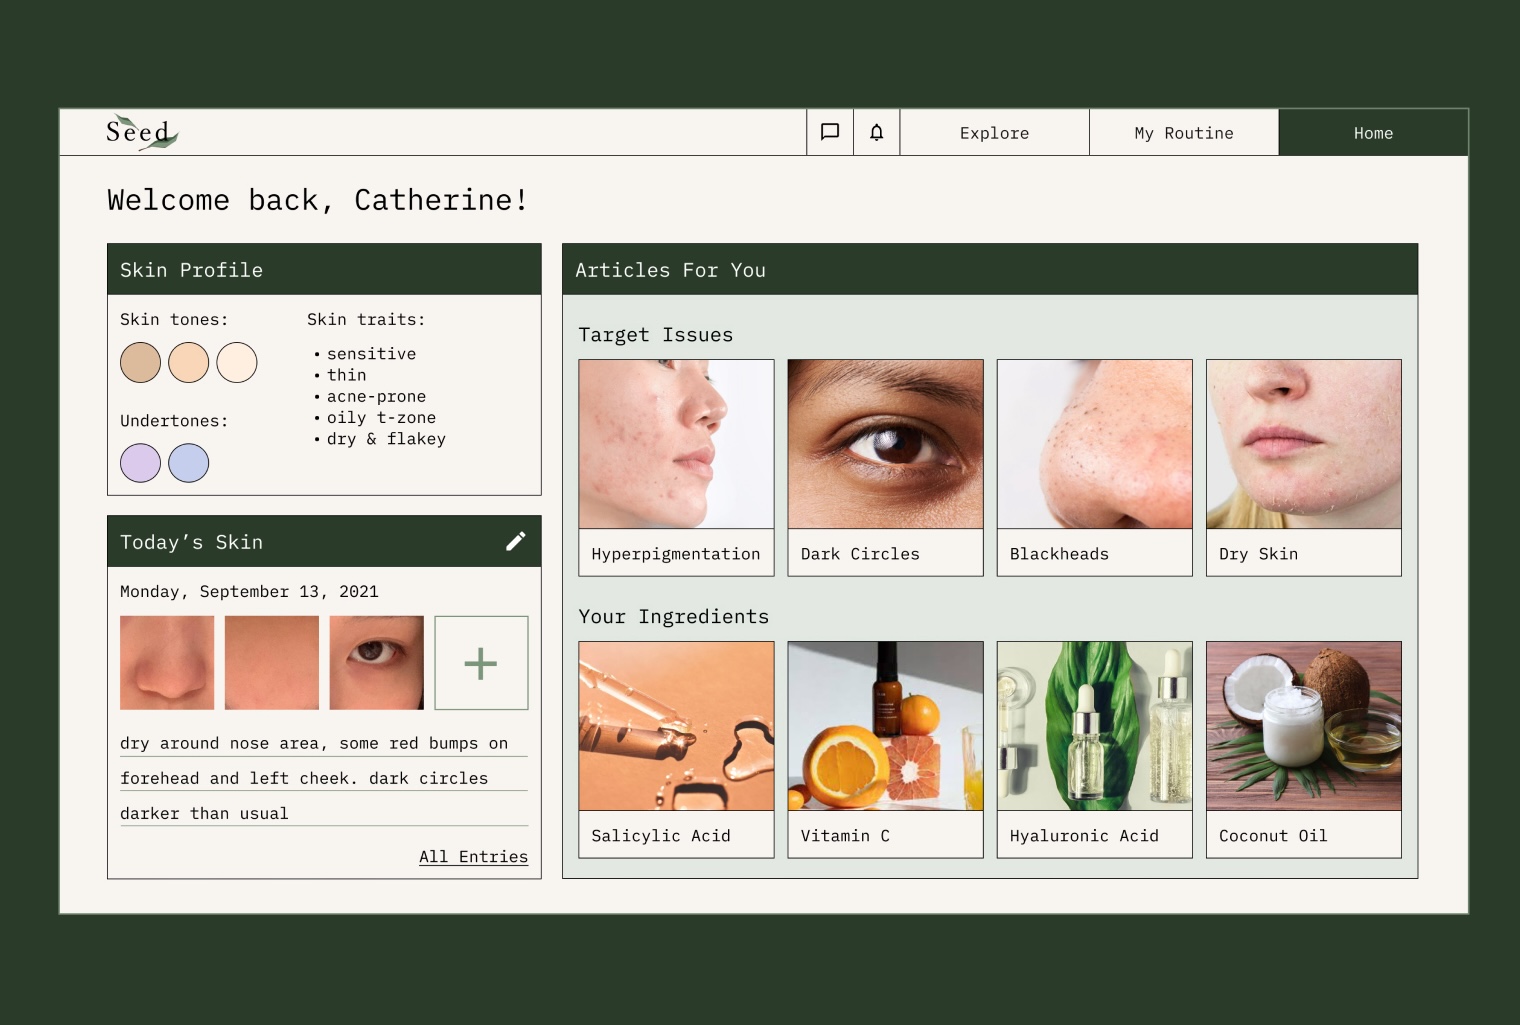 Seed
Explore
My Routine
Home
Welcome back, Catherine!
Skin Profile
Skin tones:
Undertones:
Skin traits:
• sensitive
• thin
• acne-prone
• oily t-zone
• dry & flakey
Today’s Skin
Monday, September 13, 2021
dry around nose area, some red bumps on
forehead and left cheek. dark circles
darker than usual
All Entries
Articles For You
Target Issues
Hyperpigmentation
Dark Circles
Blackheads
Dry Skin
Your Ingredients
Salicylic Acid
Vitamin C
Hyaluronic Acid
Coconut Oil